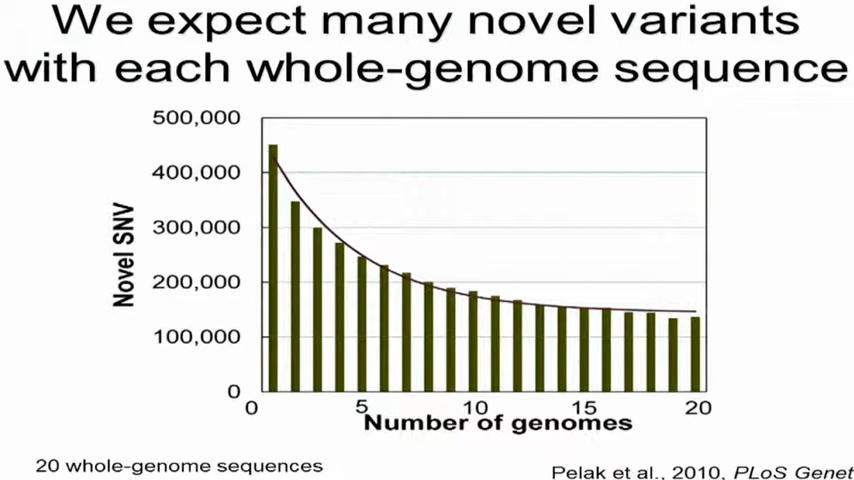 We expect many novel variants
with each whole-genome sequence
500,000
400,000
300,000
200,000
100,000
0
Novel SNV
0 5 10 15 20
Number of genomes
20 whole-genome sequences
Pelak et al., 2010, PLoS Genet